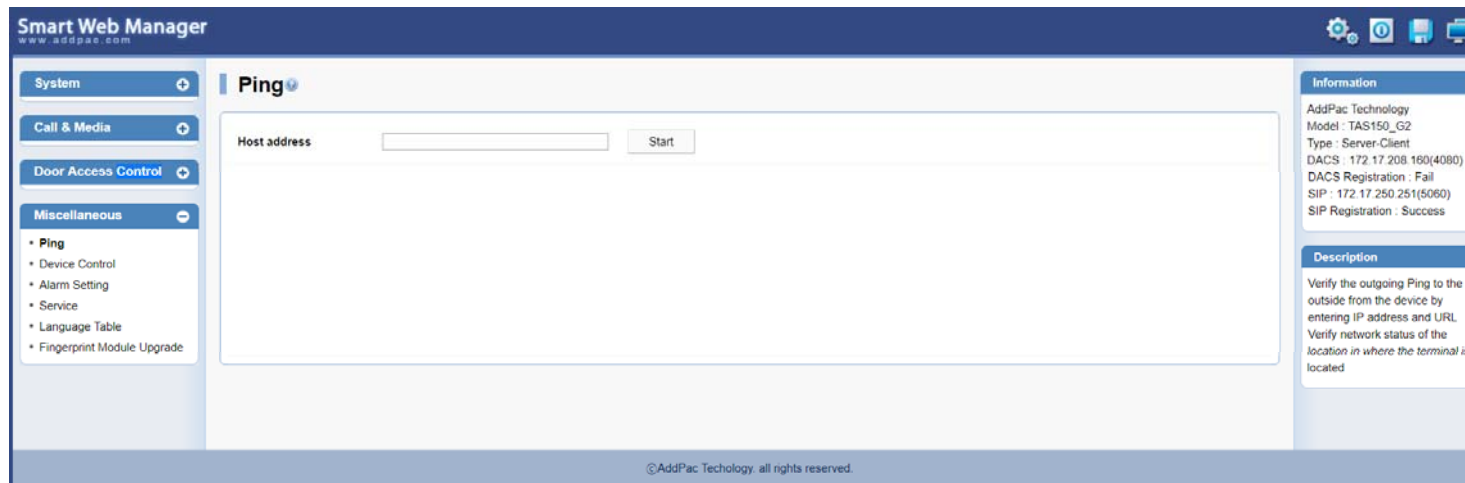 Smart Web Manager
www.addpac.com
System
Call & Media
Door Access Control
Miscellaneous
• Ping
• Device Control
• Alarm Setting
• Service
• Language Table
• Fingerprint Module Upgrade
Ping
Host address
Start
Information
AddPac Technology
Model : TAS150_G2
Type : Server-Client
DACS : 172.17.208.160(4080)
DACS Registration : Fail
SIP : 172.17.250.251(5060)
SIP Registration : Success
Description
Verify the outgoing Ping to the
outside from the device by
entering IP address and URL
Verify network status of the
location in where the terminal
located
©AddPac Techology. all rights reserved.